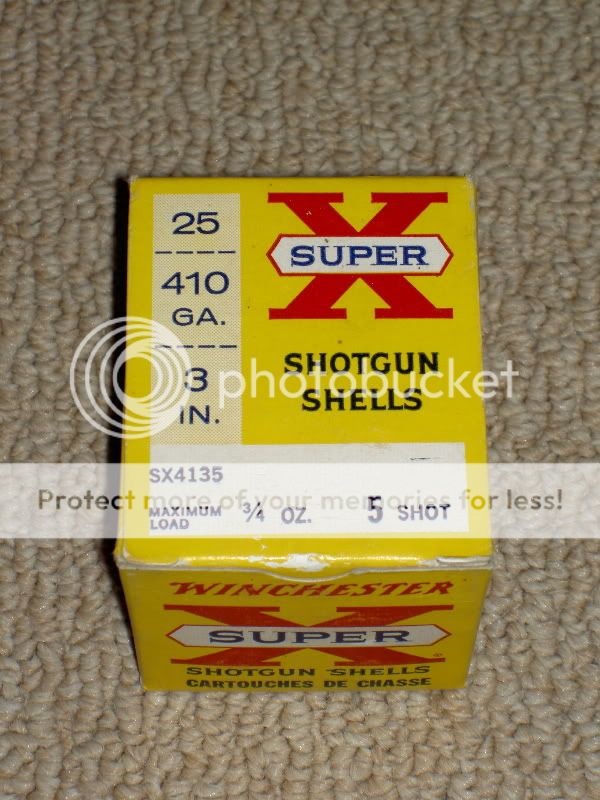 25
410
GA.
3
IN.
SUPER
X
SHOTGUN
SHELLS
photobucket
SX4135
Protect more of your memories for less!
MAXIMUM
LOAD
3/4 OZ.
5 SHOT
WINCHESTER
SUPER
X
®
SHOTGUN SHELLS
CARTOUCHES DE CHASSE